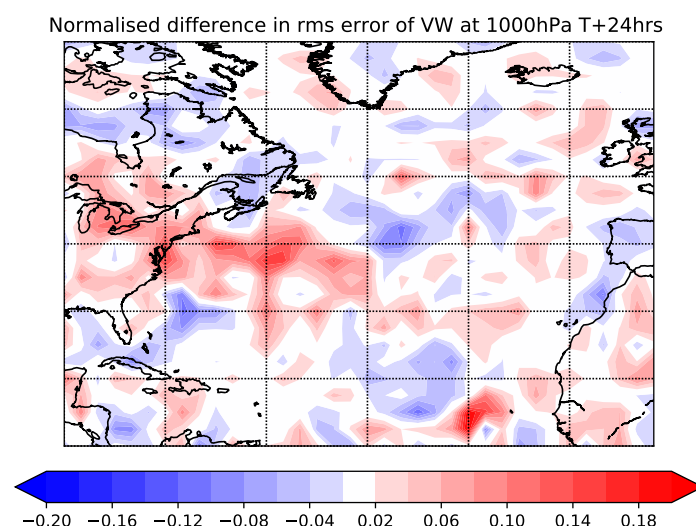 Normalised difference in rms error of VW at 1000hPa T+24hrs
−0.20 −0.16 −0.12 −0.08 −0.04 0.02 0.06 0.10 0.14 0.18